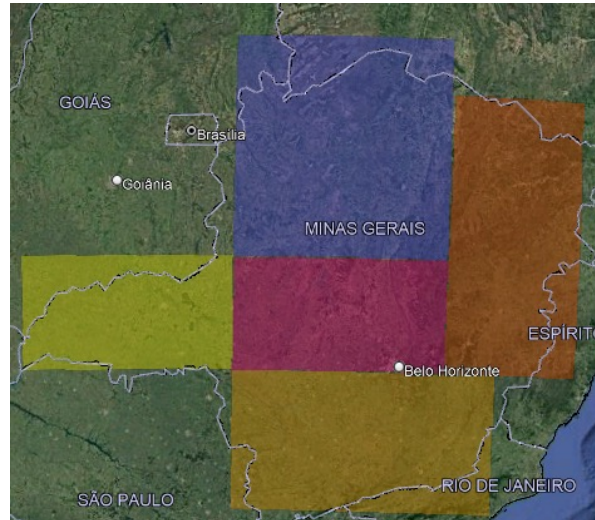 GOIÁS
Brasília
Goiânia
MINAS GERAIS
ESPÍRITO
Belo Horizonte
RIO DE JANEIRO
SÃO PAULO